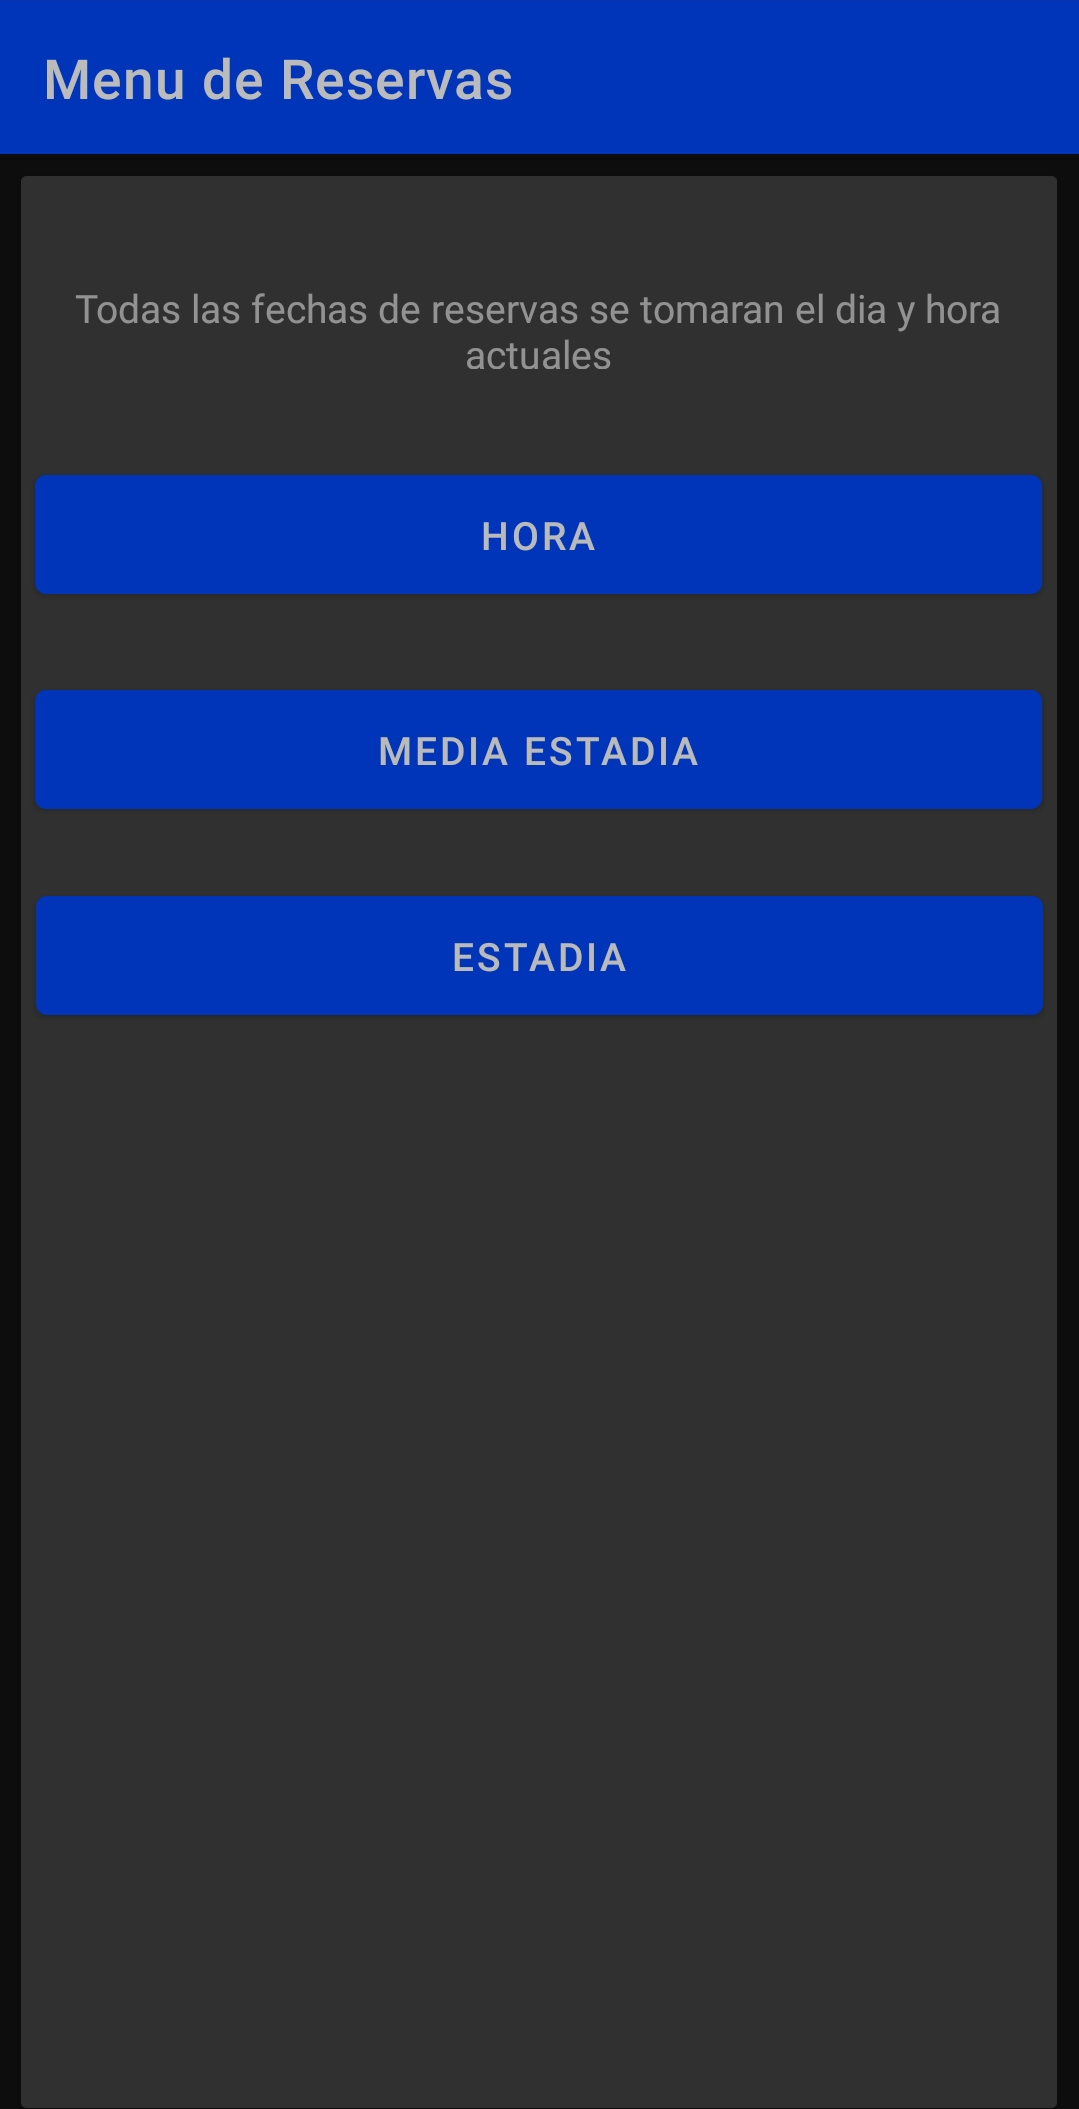 Menu de Reservas
Todas las fechas de reservas se tomaran el dia y hora
actuales
HORA
MEDIA ESTADIA
ESTADIA